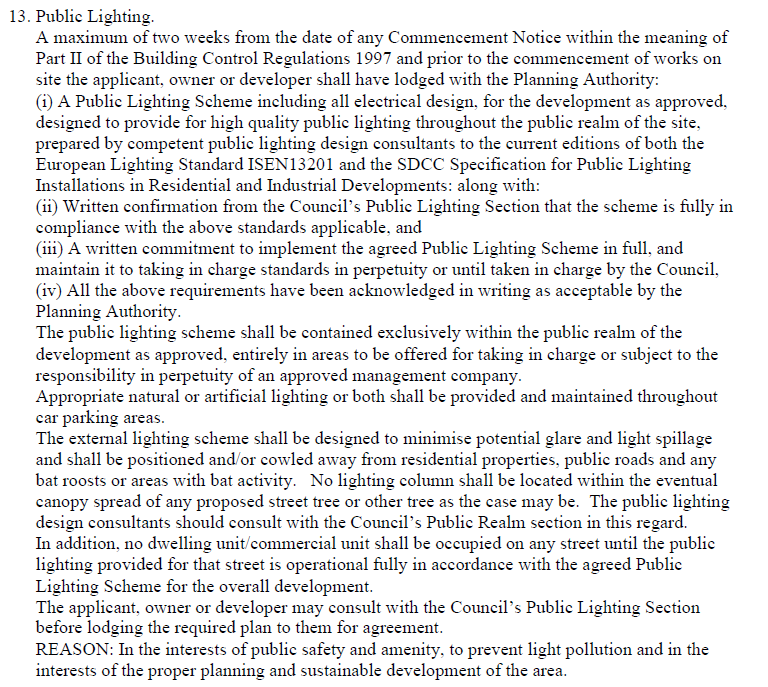 13. Public Lighting.
A maximum of two weeks from the date of any Commencement Notice within the meaning of
Part II of the Building Control Regulations 1997 and prior to the commencement of works on
site the applicant, owner or developer shall have lodged with the Planning Authority:
(i) A Public Lighting Scheme including all electrical design, for the development as approved,
designed to provide for high quality public lighting throughout the public realm of the site,
prepared by competent public lighting design consultants to the current editions of both the
European Lighting Standard ISEN13201 and the SDCC Specification for Public Lighting
Installations in Residential and Industrial Developments: along with:
(ii) Written confirmation from the Council's Public Lighting Section that the scheme is fully in
compliance with the above standards applicable, and
(iii) A written commitment to implement the agreed Public Lighting Scheme in full, and
maintain it to taking in charge standards in perpetuity or until taken in charge by the Council,
(iv) All the above requirements have been acknowledged in writing as acceptable by the
Planning Authority.
The public lighting scheme shall be contained exclusively within the public realm of the
development as approved, entirely in areas to be offered for taking in charge or subject to the
responsibility in perpetuity of an approved management company.
Appropriate natural or artificial lighting or both shall be provided and maintained throughout
car parking areas.
The external lighting scheme shall be designed to minimise potential glare and light spillage
and shall be positioned and/or cowled away from residential properties, public roads and any
bat roosts or areas with bat activity.   No lighting column shall be located within the eventual
canopy spread of any proposed street tree or other tree as the case may be.  The public lighting
design consultants should consult with the Council's Public Realm section in this regard.
In addition, no dwelling unit/commercial unit shall be occupied on any street until the public
lighting provided for that street is operational fully in accordance with the agreed Public
Lighting Scheme for the overall development.
The applicant, owner or developer may consult with the Council's Public Lighting Section
before lodging the required plan to them for agreement.
REASON: In the interests of public safety and amenity, to prevent light pollution and in the
interests of the proper planning and sustainable development of the area.